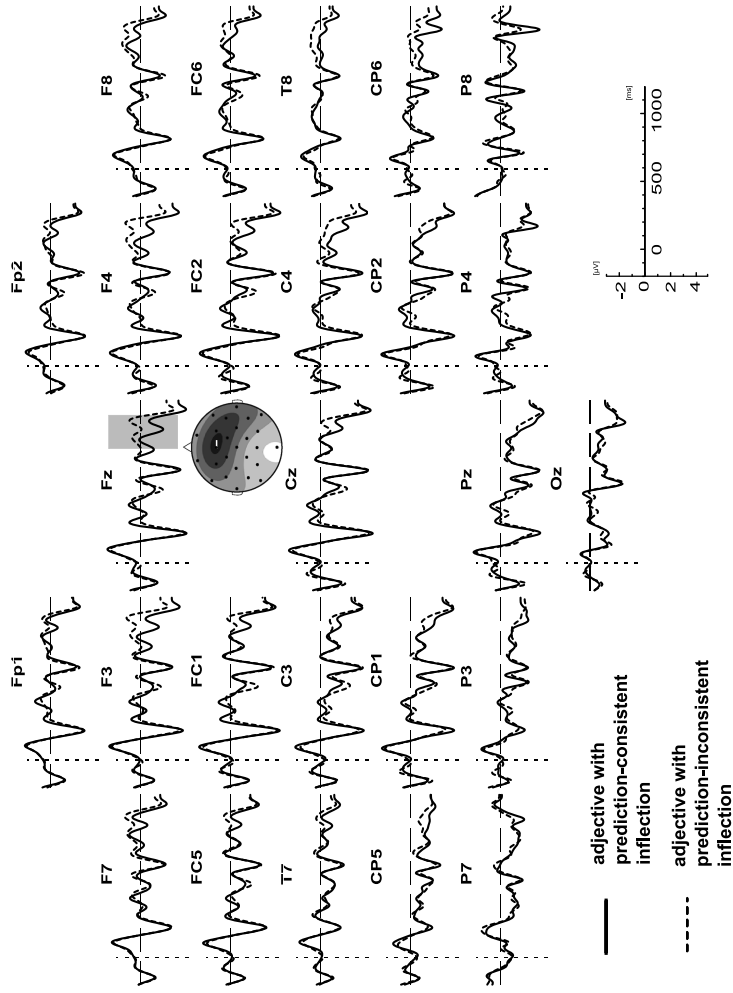 Fp1 Fp2
F7 F3 Fz F4 F8
FC5 FC1 FC2 FC6
T7 C3 Cz C4 T8
CP5 CP1 CP2 CP6
P7 P3 Pz P4 P8
Oz
adjective with
prediction-consistent
inflection
adjective with
prediction-inconsistent
inflection
[µV]
-2
0
2
4
0 500 1000
[ms]